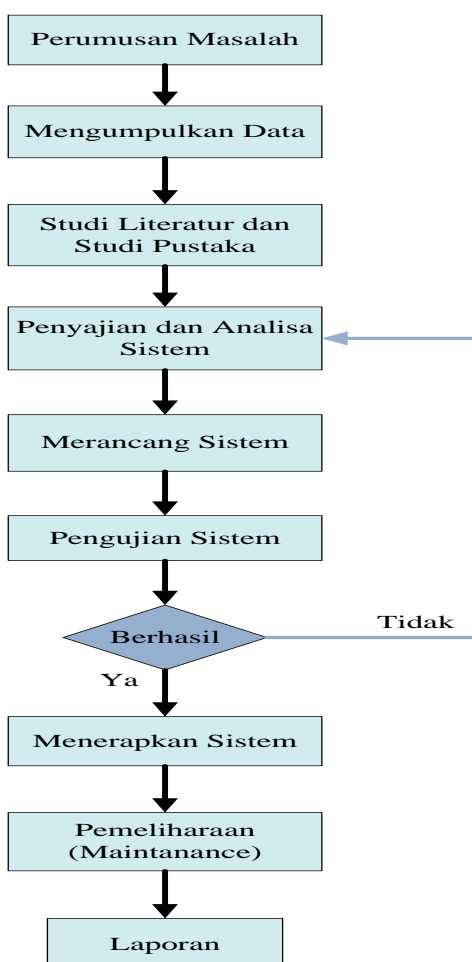 Perumusan Masalah
Mengumpulkan Data
Studi Literatur dan
Studi Pustaka
Penyajian dan Analisa
Sistem
Merancang Sistem
Pengujian Sistem
Berhasil
Tidak
Ya
Menerapkan Sistem
Pemeliharaan
(Maintanance)
Laporan